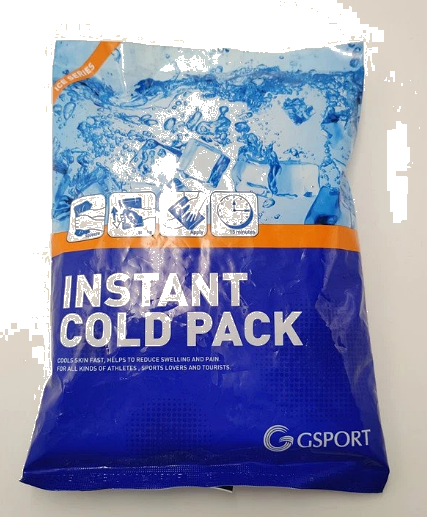 ICE SERIES
Apply
15 minutes
INSTANT
COLD PACK
COOLS SKIN FAST, HELPS TO REDUCE SWELLING AND PAIN
FOR ALL KINDS OF ATHLETES, SPORTS LOVERS AND TOURISTS.
GSPORT